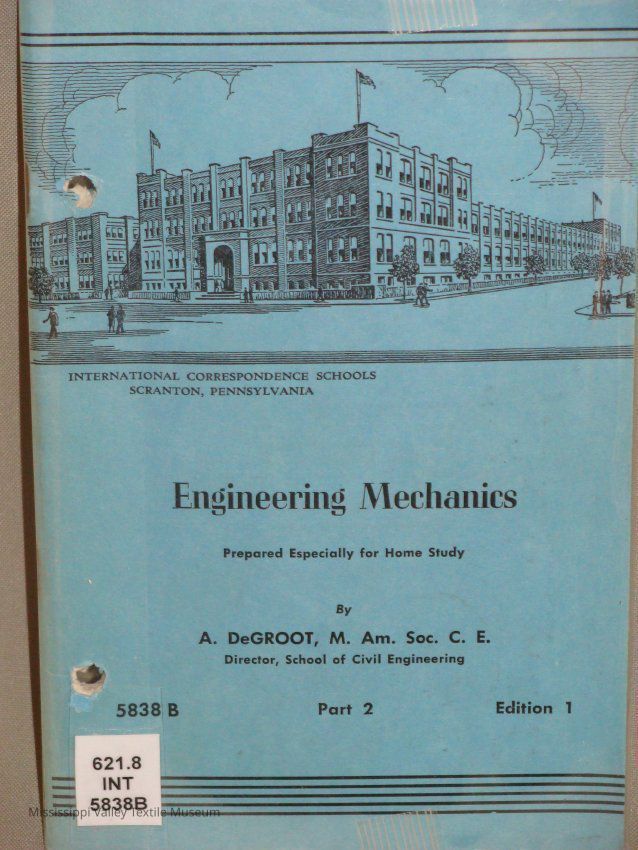 INTERNATIONAL CORRESPONDENCE SCHOOLS
SCRANTON, PENNSYLVANIA
Engineering Mechanics
Prepared Especially for Home Study
By
A. DeGROOT, M. Am. Soc. C. E.
Director, School of Civil Engineering
5838 B Part 2 Edition 1
621.8
INT
5838B
Mississippi Valley Textile Museum